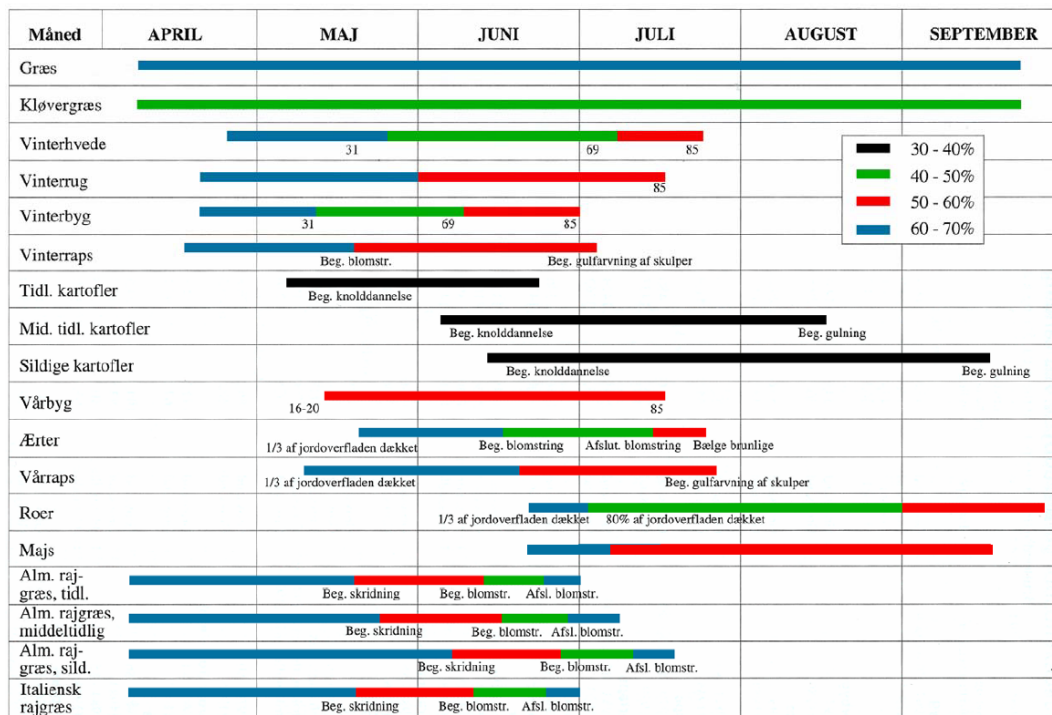 Måned APRIL MAJ JUNI JULI AUGUST SEPTEMBER
Græs
Kløvergræs
Vinterhvede
31 69 85
30 - 40%
40 - 50%
50 - 60%
60 - 70%
Vinterrug
85
Vinterbyg
31 69 85
Vinterraps
Beg. blomstr. Beg. gulfarvning af skulper
Tidl. kartofler
Beg. knolddannelse
Mid. tidl. kartofler
Beg. knolddannelse Beg. gulning
Sildige kartofler
Beg. knolddannelse Beg. gulning
Vårbyg
16-20 85
Ærter
1/3 af jordoverfladen dækket Beg. blomstring Afslut. blomstring Bælge brunlige
Vårraps
1/3 af jordoverfladen dækket Beg. gulfarvning af skulper
Roer
1/3 af jordoverfladen dækket 80% af jordoverfladen dækket
Majs
Alm. raj-
græs, tidl.
Beg. skridning Beg. blomstr. Afsl. blomstr.
Alm. rajgræs,
middeltidlig
Beg. skridning Beg. blomstr. Afsl. blomstr.
Alm. raj-
græs, sild.
Beg. skridning Beg. blomstr. Afsl. blomstr.
Italiensk
rajgræs
Beg. skridning Beg. blomstr. Afsl. blomstr.